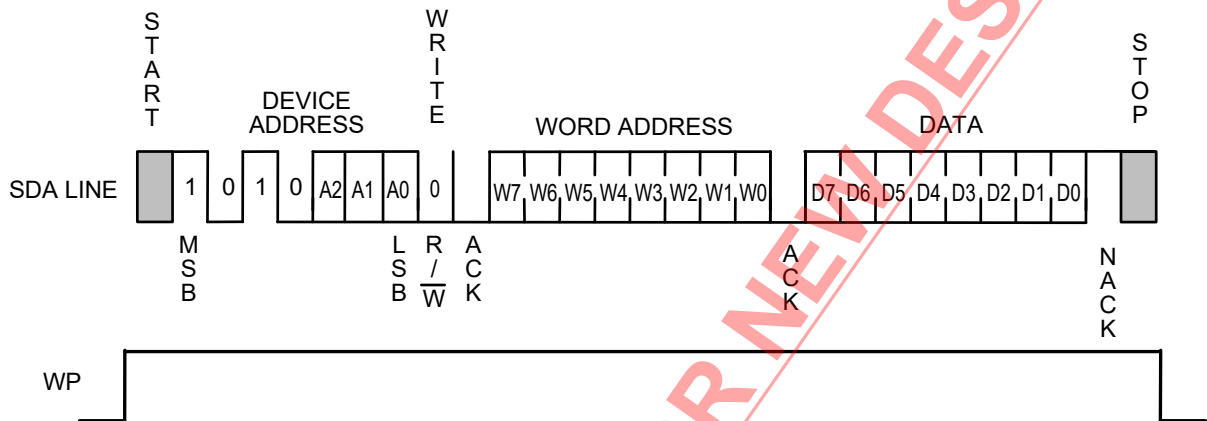 START
WRITE
STOP
DEVICE
ADDRESS
WORD ADDRESS
DATA
SDA LINE
1 0 1 0 A2 A1 A0 0 W7 W6 W5 W4 W3 W2 W1 W0 D7 D6 D5 D4 D3 D2 D1 D0
MSB
LSB
R/W
ACK
ACK
NACK
WP
R NEW DES